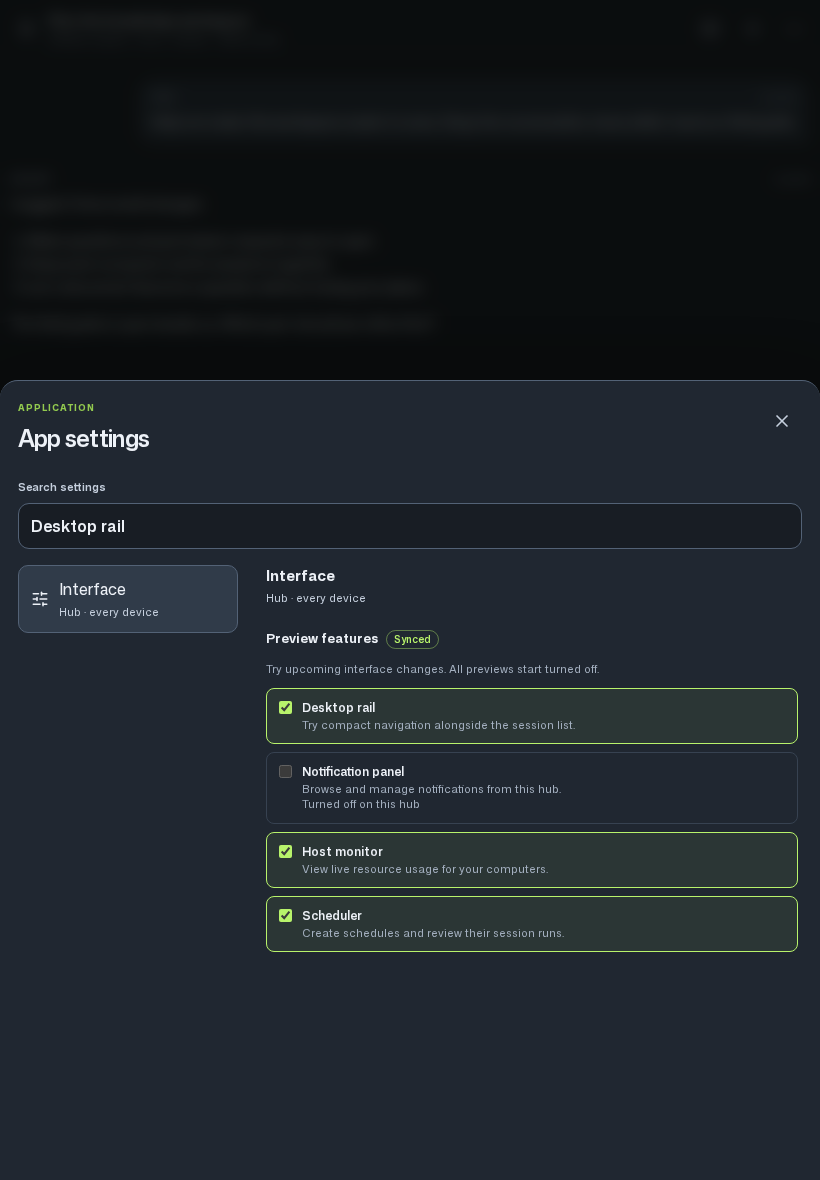 APPLICATION
App settings
Search settings
Desktop rail
Interface
Hub · every device
Interface
Hub · every device
Preview features
Synced
Try upcoming interface changes. All previews start turned off.
Desktop rail
Try compact navigation alongside the session list.
Notification panel
Browse and manage notifications from this hub.
Turned off on this hub
Host monitor
View live resource usage for your computers.
Scheduler
Create schedules and review their session runs.